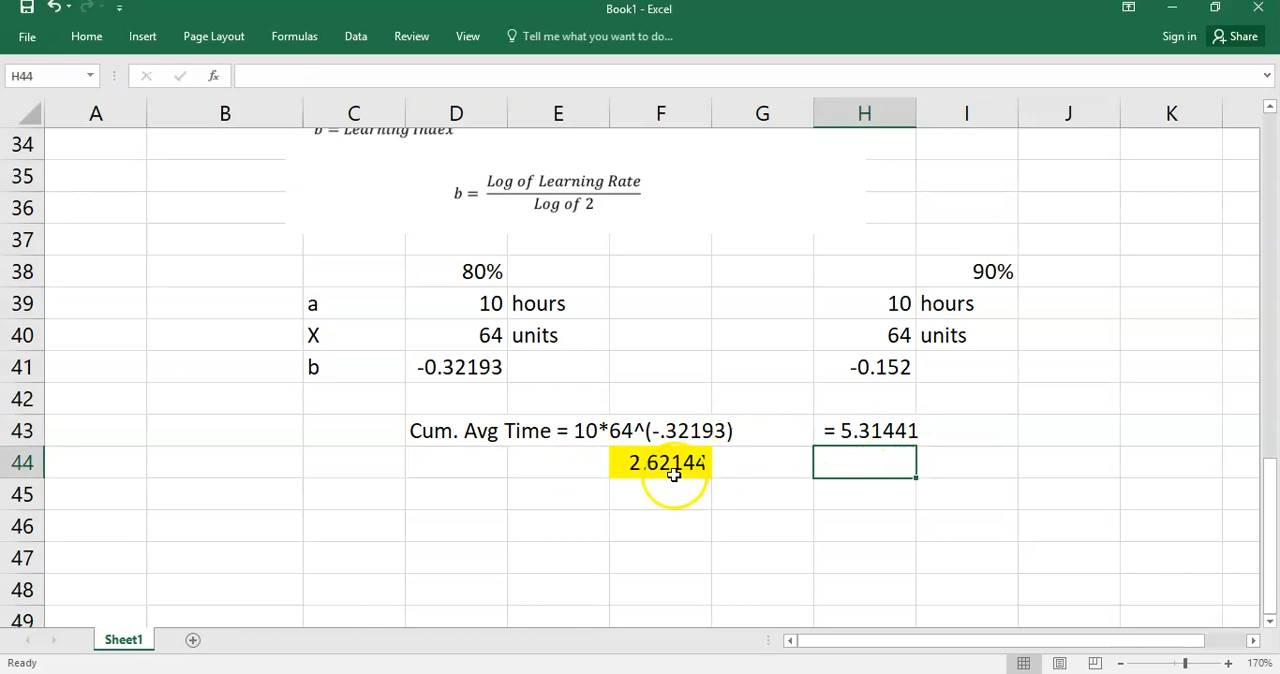 Book1 - Excel
File Home Insert Page Layout Formulas Data Review View Tell me what you want to do... Sign in Share
H44 fx
A B C D E F G H I J K
34 b = Learning Index
35 b = Log of Learning Rate
36 Log of 2
37
38 80% 90%
39 a 10 hours 10 hours
40 X 64 units 64 units
41 b -0.32193 -0.152
42
43 Cum. Avg Time = 10*64^(-.32193) = 5.31441
44 2.62144
45
46
47
48
49
Sheet1
Ready 170%